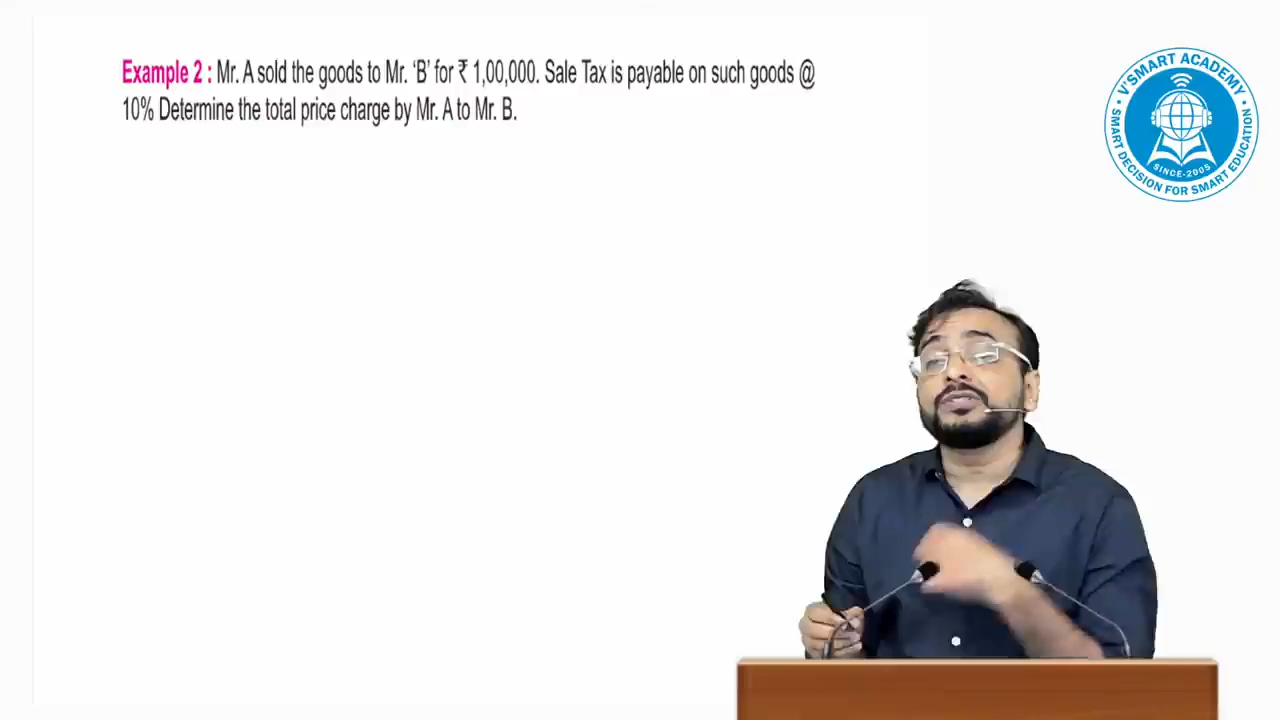 Example 2 : Mr. A sold the goods to Mr. ‘B’ for ₹ 1,00,000. Sale Tax is payable on such goods @
10% Determine the total price charge by Mr. A to Mr. B.
V'SMART ACADEMY
SINCE-2005
SMART DECISION FOR SMART EDUCATION